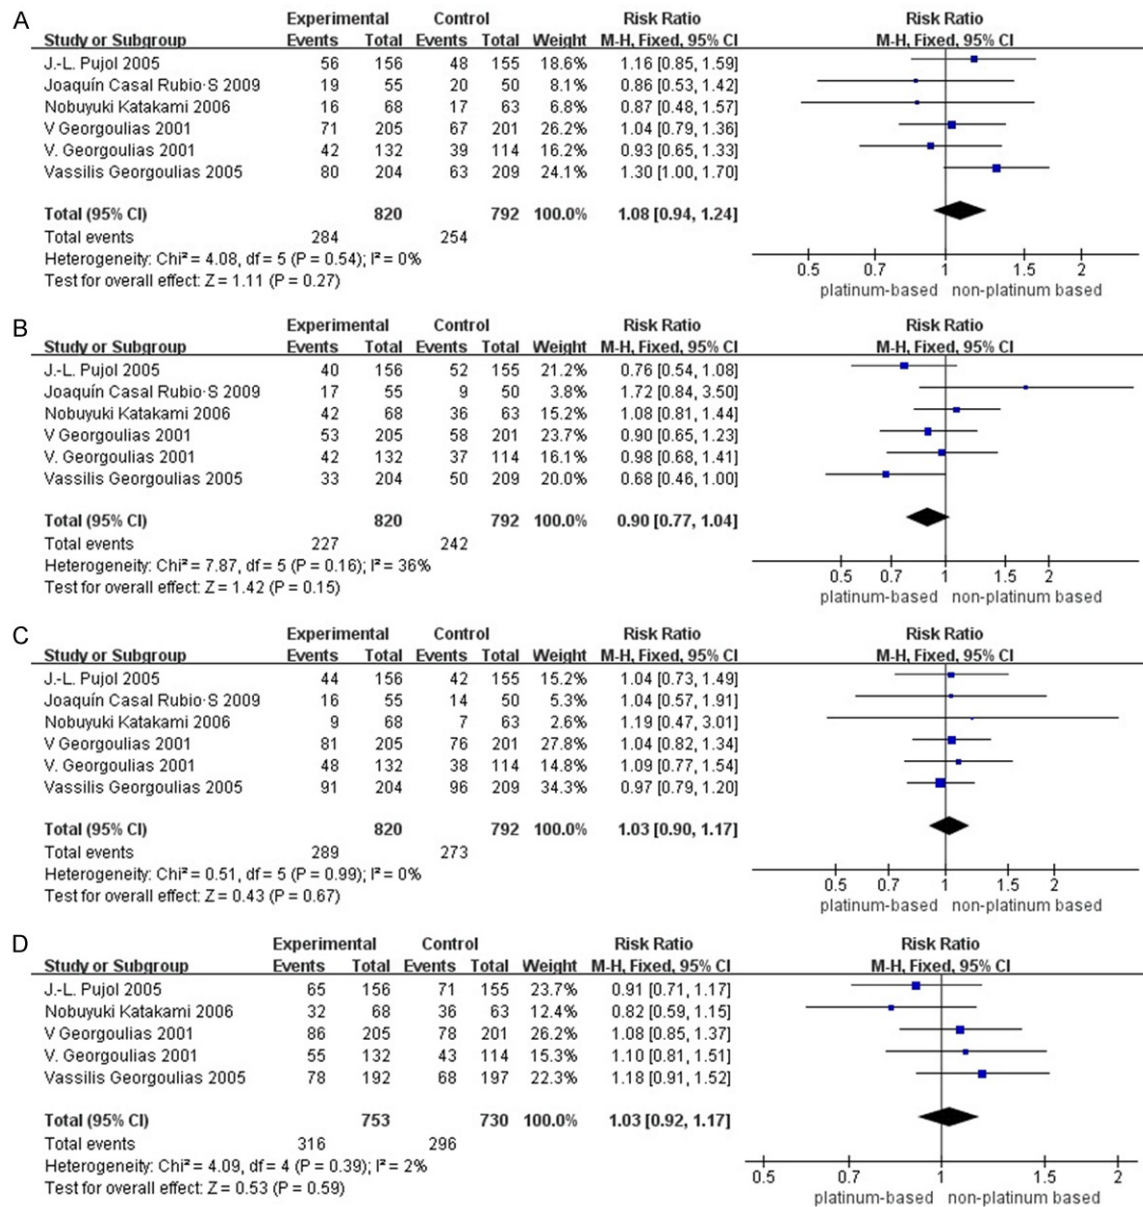 A
Experimental Control Risk Ratio Risk Ratio
Study or Subgroup Events Total Events Total Weight M-H, Fixed, 95% CI M-H, Fixed, 95% CI
J.-L. Pujol 2005 56 156 48 155 18.6% 1.16 [0.85, 1.59]
Joaquín Casal Rubio·S 2009 19 55 20 50 8.1% 0.86 [0.53, 1.42]
Nobuyuki Katakami 2006 16 68 17 63 6.8% 0.87 [0.48, 1.57]
V Georgoulias 2001 71 205 67 201 26.2% 1.04 [0.79, 1.36]
V. Georgoulias 2001 42 132 39 114 16.2% 0.93 [0.65, 1.33]
Vassilis Georgoulias 2005 80 204 63 209 24.1% 1.30 [1.00, 1.70]
Total (95% CI) 820 792 100.0% 1.08 [0.94, 1.24]
Total events 284 254
Heterogeneity: Chi² = 4.08, df = 5 (P = 0.54); I² = 0%
Test for overall effect: Z = 1.11 (P = 0.27)
0.5 0.7 1 1.5 2
platinum-based non-platinum based
B
Experimental Control Risk Ratio Risk Ratio
Study or Subgroup Events Total Events Total Weight M-H, Fixed, 95% CI M-H, Fixed, 95% CI
J.-L. Pujol 2005 40 156 52 155 21.2% 0.76 [0.54, 1.08]
Joaquín Casal Rubio·S 2009 17 55 9 50 3.8% 1.72 [0.84, 3.50]
Nobuyuki Katakami 2006 42 68 36 63 15.2% 1.08 [0.81, 1.44]
V Georgoulias 2001 53 205 58 201 23.7% 0.90 [0.65, 1.23]
V. Georgoulias 2001 42 132 37 114 16.1% 0.98 [0.68, 1.41]
Vassilis Georgoulias 2005 33 204 50 209 20.0% 0.68 [0.46, 1.00]
Total (95% CI) 820 792 100.0% 0.90 [0.77, 1.04]
Total events 227 242
Heterogeneity: Chi² = 7.87, df = 5 (P = 0.16); I² = 36%
Test for overall effect: Z = 1.42 (P = 0.15)
0.5 0.7 1 1.5 2
platinum-based non-platinum based
C
Experimental Control Risk Ratio Risk Ratio
Study or Subgroup Events Total Events Total Weight M-H, Fixed, 95% CI M-H, Fixed, 95% CI
J.-L. Pujol 2005 44 156 42 155 15.2% 1.04 [0.73, 1.49]
Joaquín Casal Rubio·S 2009 16 55 14 50 5.3% 1.04 [0.57, 1.91]
Nobuyuki Katakami 2006 9 68 7 63 2.6% 1.19 [0.47, 3.01]
V Georgoulias 2001 81 205 76 201 27.8% 1.04 [0.82, 1.34]
V. Georgoulias 2001 48 132 38 114 14.8% 1.09 [0.77, 1.54]
Vassilis Georgoulias 2005 91 204 96 209 34.3% 0.97 [0.79, 1.20]
Total (95% CI) 820 792 100.0% 1.03 [0.90, 1.17]
Total events 289 273
Heterogeneity: Chi² = 0.51, df = 5 (P = 0.99); I² = 0%
Test for overall effect: Z = 0.43 (P = 0.67)
0.5 0.7 1 1.5 2
platinum-based non-platinum based
D
Experimental Control Risk Ratio Risk Ratio
Study or Subgroup Events Total Events Total Weight M-H, Fixed, 95% CI M-H, Fixed, 95% CI
J.-L. Pujol 2005 65 156 71 155 23.7% 0.91 [0.71, 1.17]
Nobuyuki Katakami 2006 32 68 36 63 12.4% 0.82 [0.59, 1.15]
V Georgoulias 2001 86 205 78 201 26.2% 1.08 [0.85, 1.37]
V. Georgoulias 2001 55 132 43 114 15.3% 1.10 [0.81, 1.51]
Vassilis Georgoulias 2005 78 192 68 197 22.3% 1.18 [0.91, 1.52]
Total (95% CI) 753 730 100.0% 1.03 [0.92, 1.17]
Total events 316 296
Heterogeneity: Chi² = 4.09, df = 4 (P = 0.39); I² = 2%
Test for overall effect: Z = 0.53 (P = 0.59)
0.5 0.7 1 1.5 2
platinum-based non-platinum based